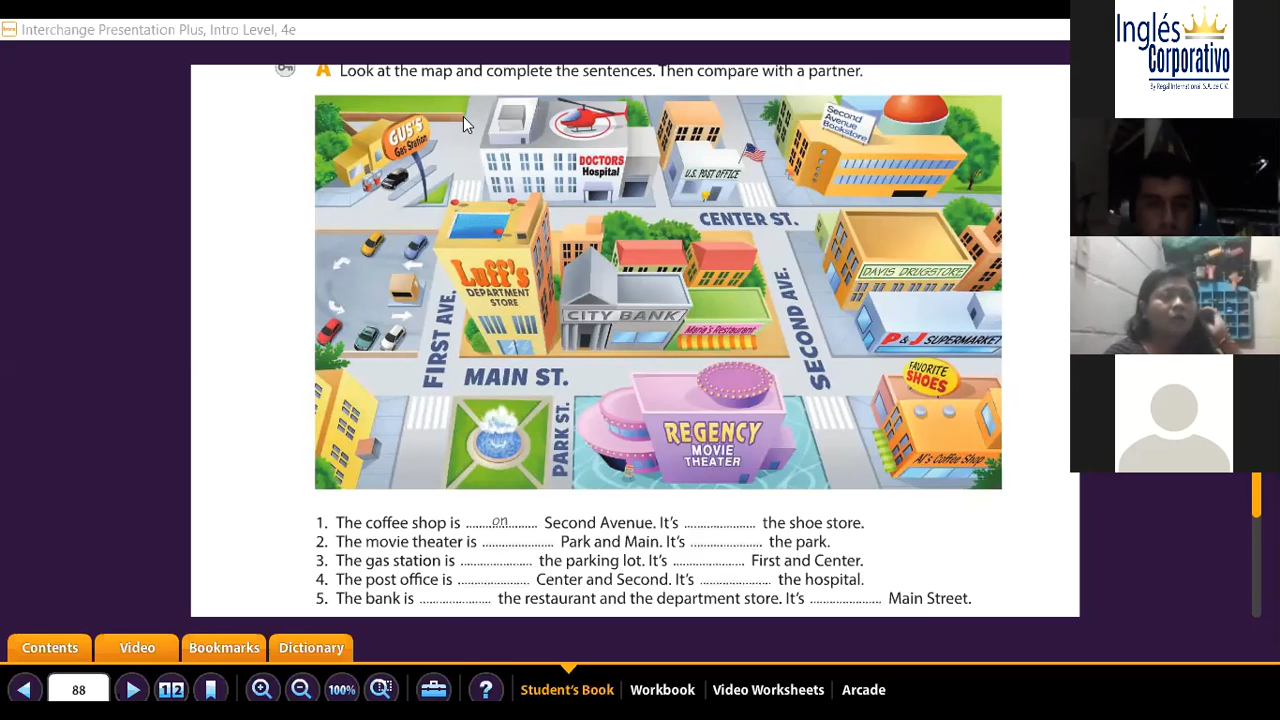 Interchange Presentation Plus, Intro Level, 4e
Inglés
Corporativo
By Regal International S.A. de C.V.
A Look at the map and complete the sentences. Then compare with a partner.
GUS'S
Gas Station
DOCTORS
Hospital
U.S. POST OFFICE
Second
Avenue
Bookstore
CENTER ST.
Luff's
DEPARTMENT
STORE
CITY BANK
Maria's Restaurant
DAVIS DRUGSTORE
P & J SUPERMARKET
FIRST AVE.
SECOND AVE.
MAIN ST.
PARK ST.
REGENCY
MOVIE
THEATER
FAVORITE
SHOES
Al's Coffee Shop
1. The coffee shop is .........on......... Second Avenue. It's ..................... the shoe store.
2. The movie theater is ..................... Park and Main. It's ..................... the park.
3. The gas station is ..................... the parking lot. It's ..................... First and Center.
4. The post office is ..................... Center and Second. It's ..................... the hospital.
5. The bank is ..................... the restaurant and the department store. It's ..................... Main Street.
Contents Video Bookmarks Dictionary
88 12 100% ? Student's Book Workbook Video Worksheets Arcade